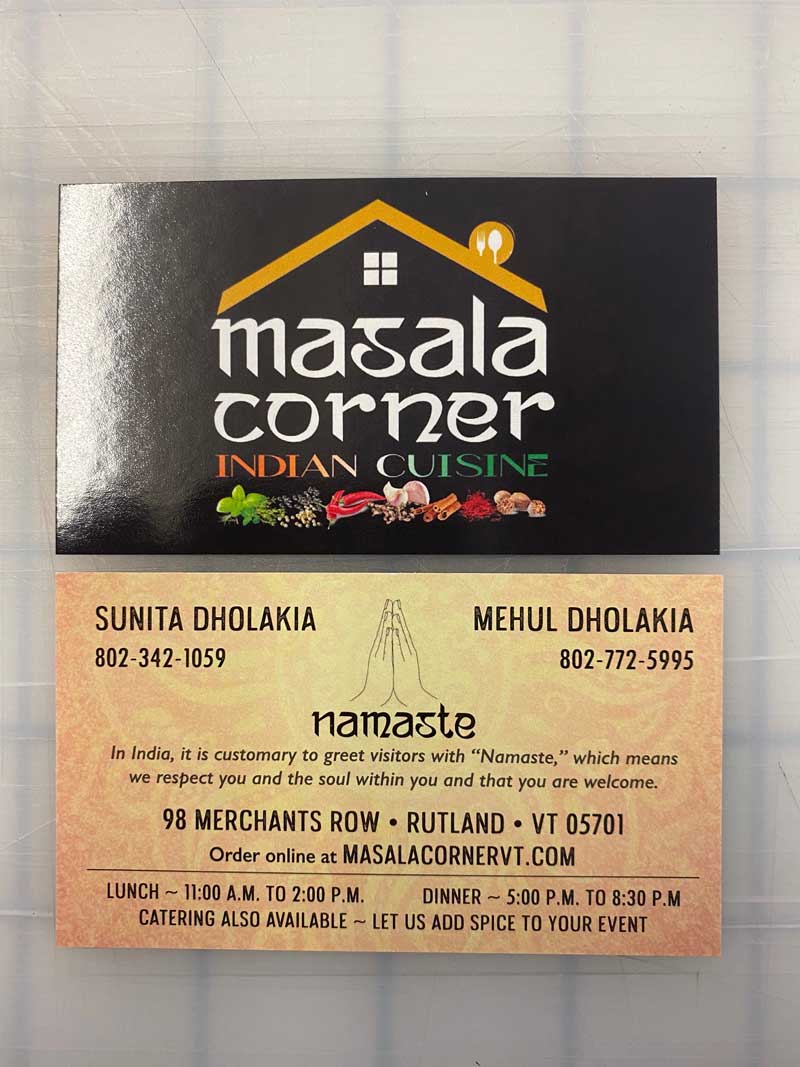 masala
corner
INDIAN CUISINE
SUNITA DHOLAKIA
802-342-1059
MEHUL DHOLAKIA
802-772-5995
namaste
In India, it is customary to greet visitors with “Namaste,” which means
we respect you and the soul within you and that you are welcome.
98 MERCHANTS ROW • RUTLAND • VT 05701
Order online at MASALACORNERVT.COM
LUNCH ~ 11:00 A.M. TO 2:00 P.M. DINNER ~ 5:00 P.M. TO 8:30 P.M
CATERING ALSO AVAILABLE ~ LET US ADD SPICE TO YOUR EVENT